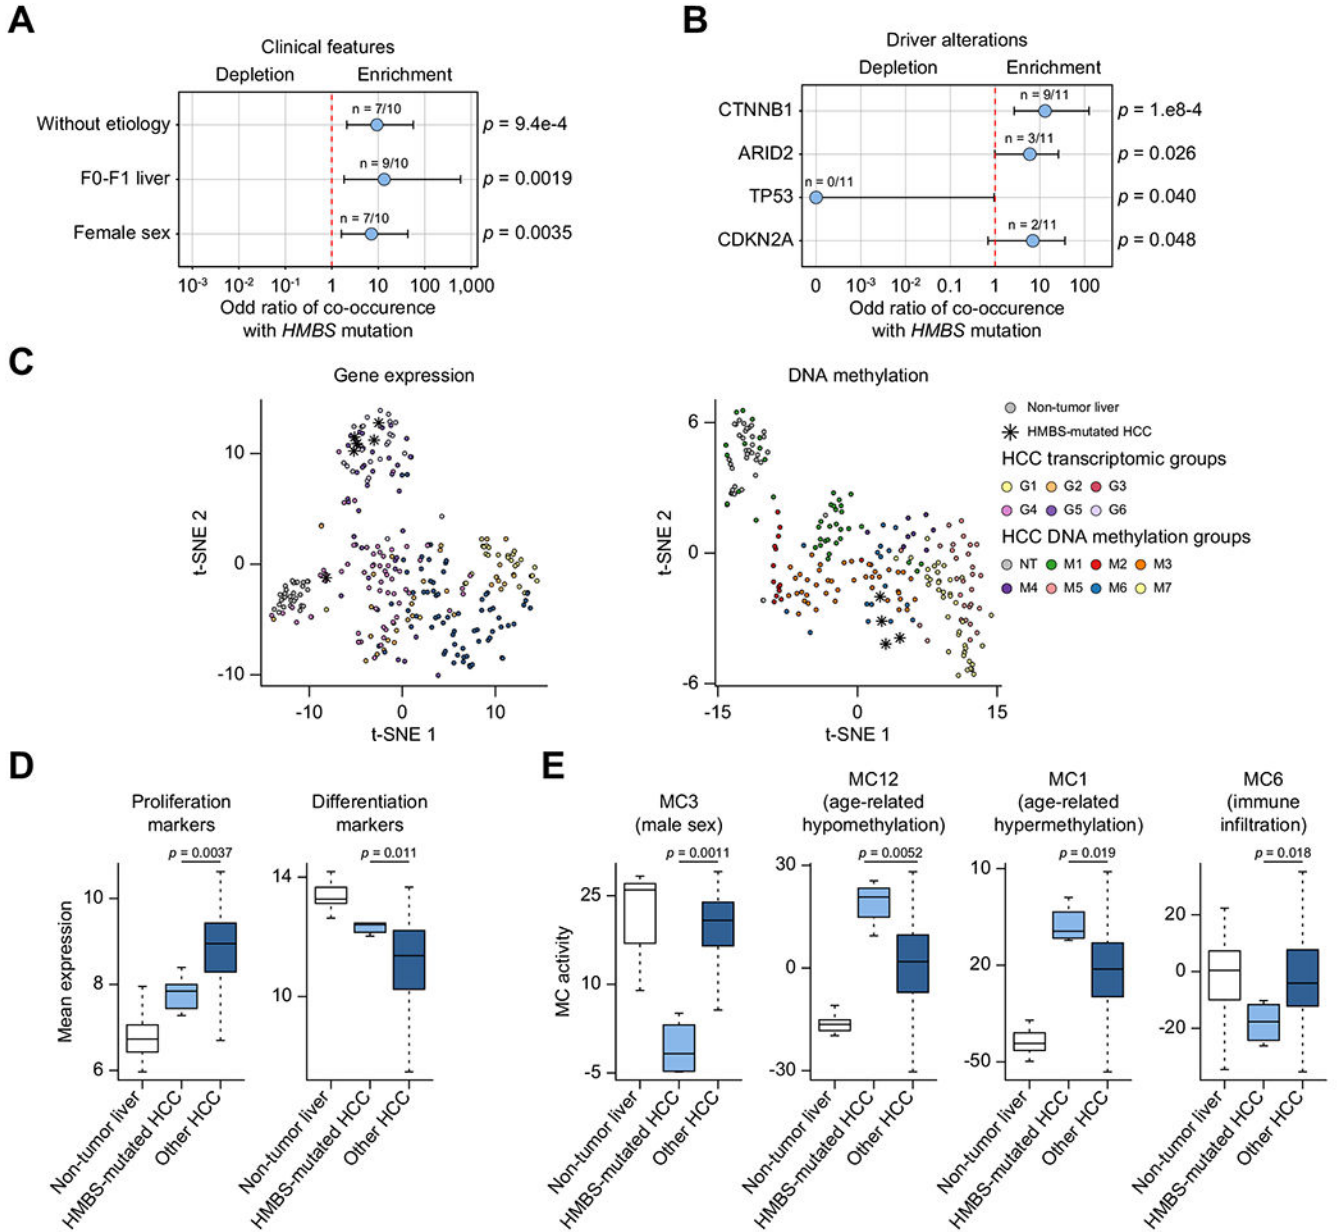 A
Clinical features
Depletion Enrichment
Without etiology n = 7/10 p = 9.4e-4
F0-F1 liver n = 9/10 p = 0.0019
Female sex n = 7/10 p = 0.0035
10-3 10-2 10-1 1 10 100 1,000
Odd ratio of co-occurence
with HMBS mutation
B
Driver alterations
Depletion Enrichment
CTNNB1 n = 9/11 p = 1.e8-4
ARID2 n = 3/11 p = 0.026
TP53 n = 0/11 p = 0.040
CDKN2A n = 2/11 p = 0.048
0 10-3 10-2 0.1 1 10 100
Odd ratio of co-occurence
with HMBS mutation
C
Gene expression
t-SNE 2
10
0
-10
-10 0 10
t-SNE 1
DNA methylation
t-SNE 2
6
0
-6
-15 0 15
t-SNE 1
Non-tumor liver
HMBS-mutated HCC
HCC transcriptomic groups
G1 G2 G3
G4 G5 G6
HCC DNA methylation groups
NT M1 M2 M3
M4 M5 M6 M7
D
Proliferation
markers
p = 0.0037
Mean expression
10
8
6
Non-tumor liver
HMBS-mutated HCC
Other HCC
Differentiation
markers
p = 0.011
14
10
Non-tumor liver
HMBS-mutated HCC
Other HCC
E
MC3
(male sex)
p = 0.0011
MC activity
25
10
-5
Non-tumor liver
HMBS-mutated HCC
Other HCC
MC12
(age-related
hypomethylation)
p = 0.0052
30
0
-30
Non-tumor liver
HMBS-mutated HCC
Other HCC
MC1
(age-related
hypermethylation)
p = 0.019
10
20
-50
Non-tumor liver
HMBS-mutated HCC
Other HCC
MC6
(immune
infiltration)
p = 0.018
20
0
-20
Non-tumor liver
HMBS-mutated HCC
Other HCC